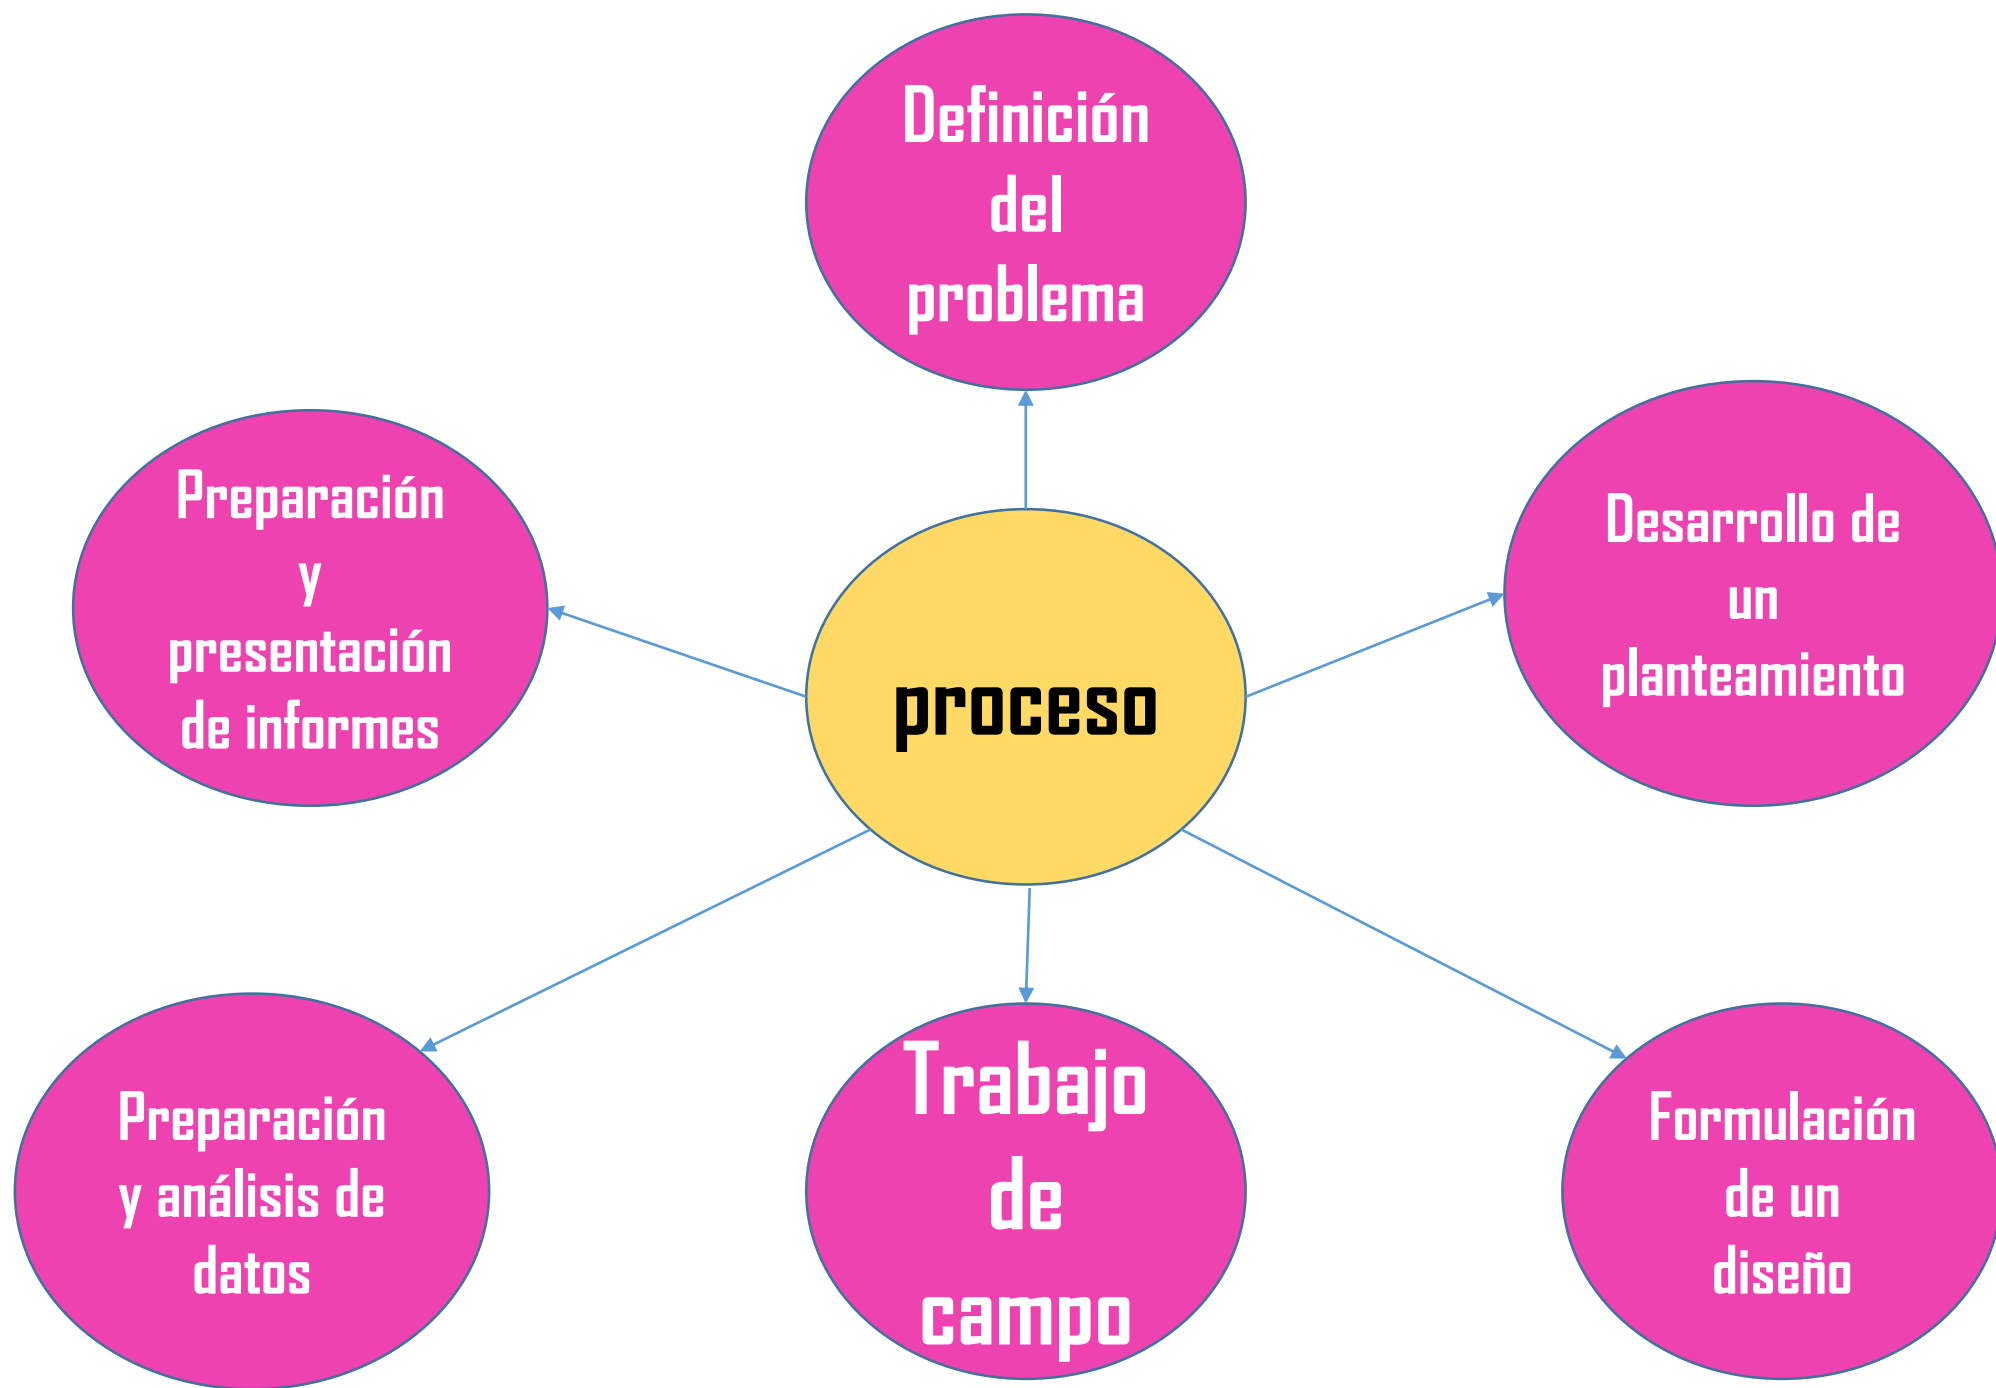 Definición
del
problema
Preparación
y
presentación
de informes
Desarrollo de
un
planteamiento
proceso
Preparación
y análisis de
datos
Trabajo
de
campo
Formulación
de un
diseño